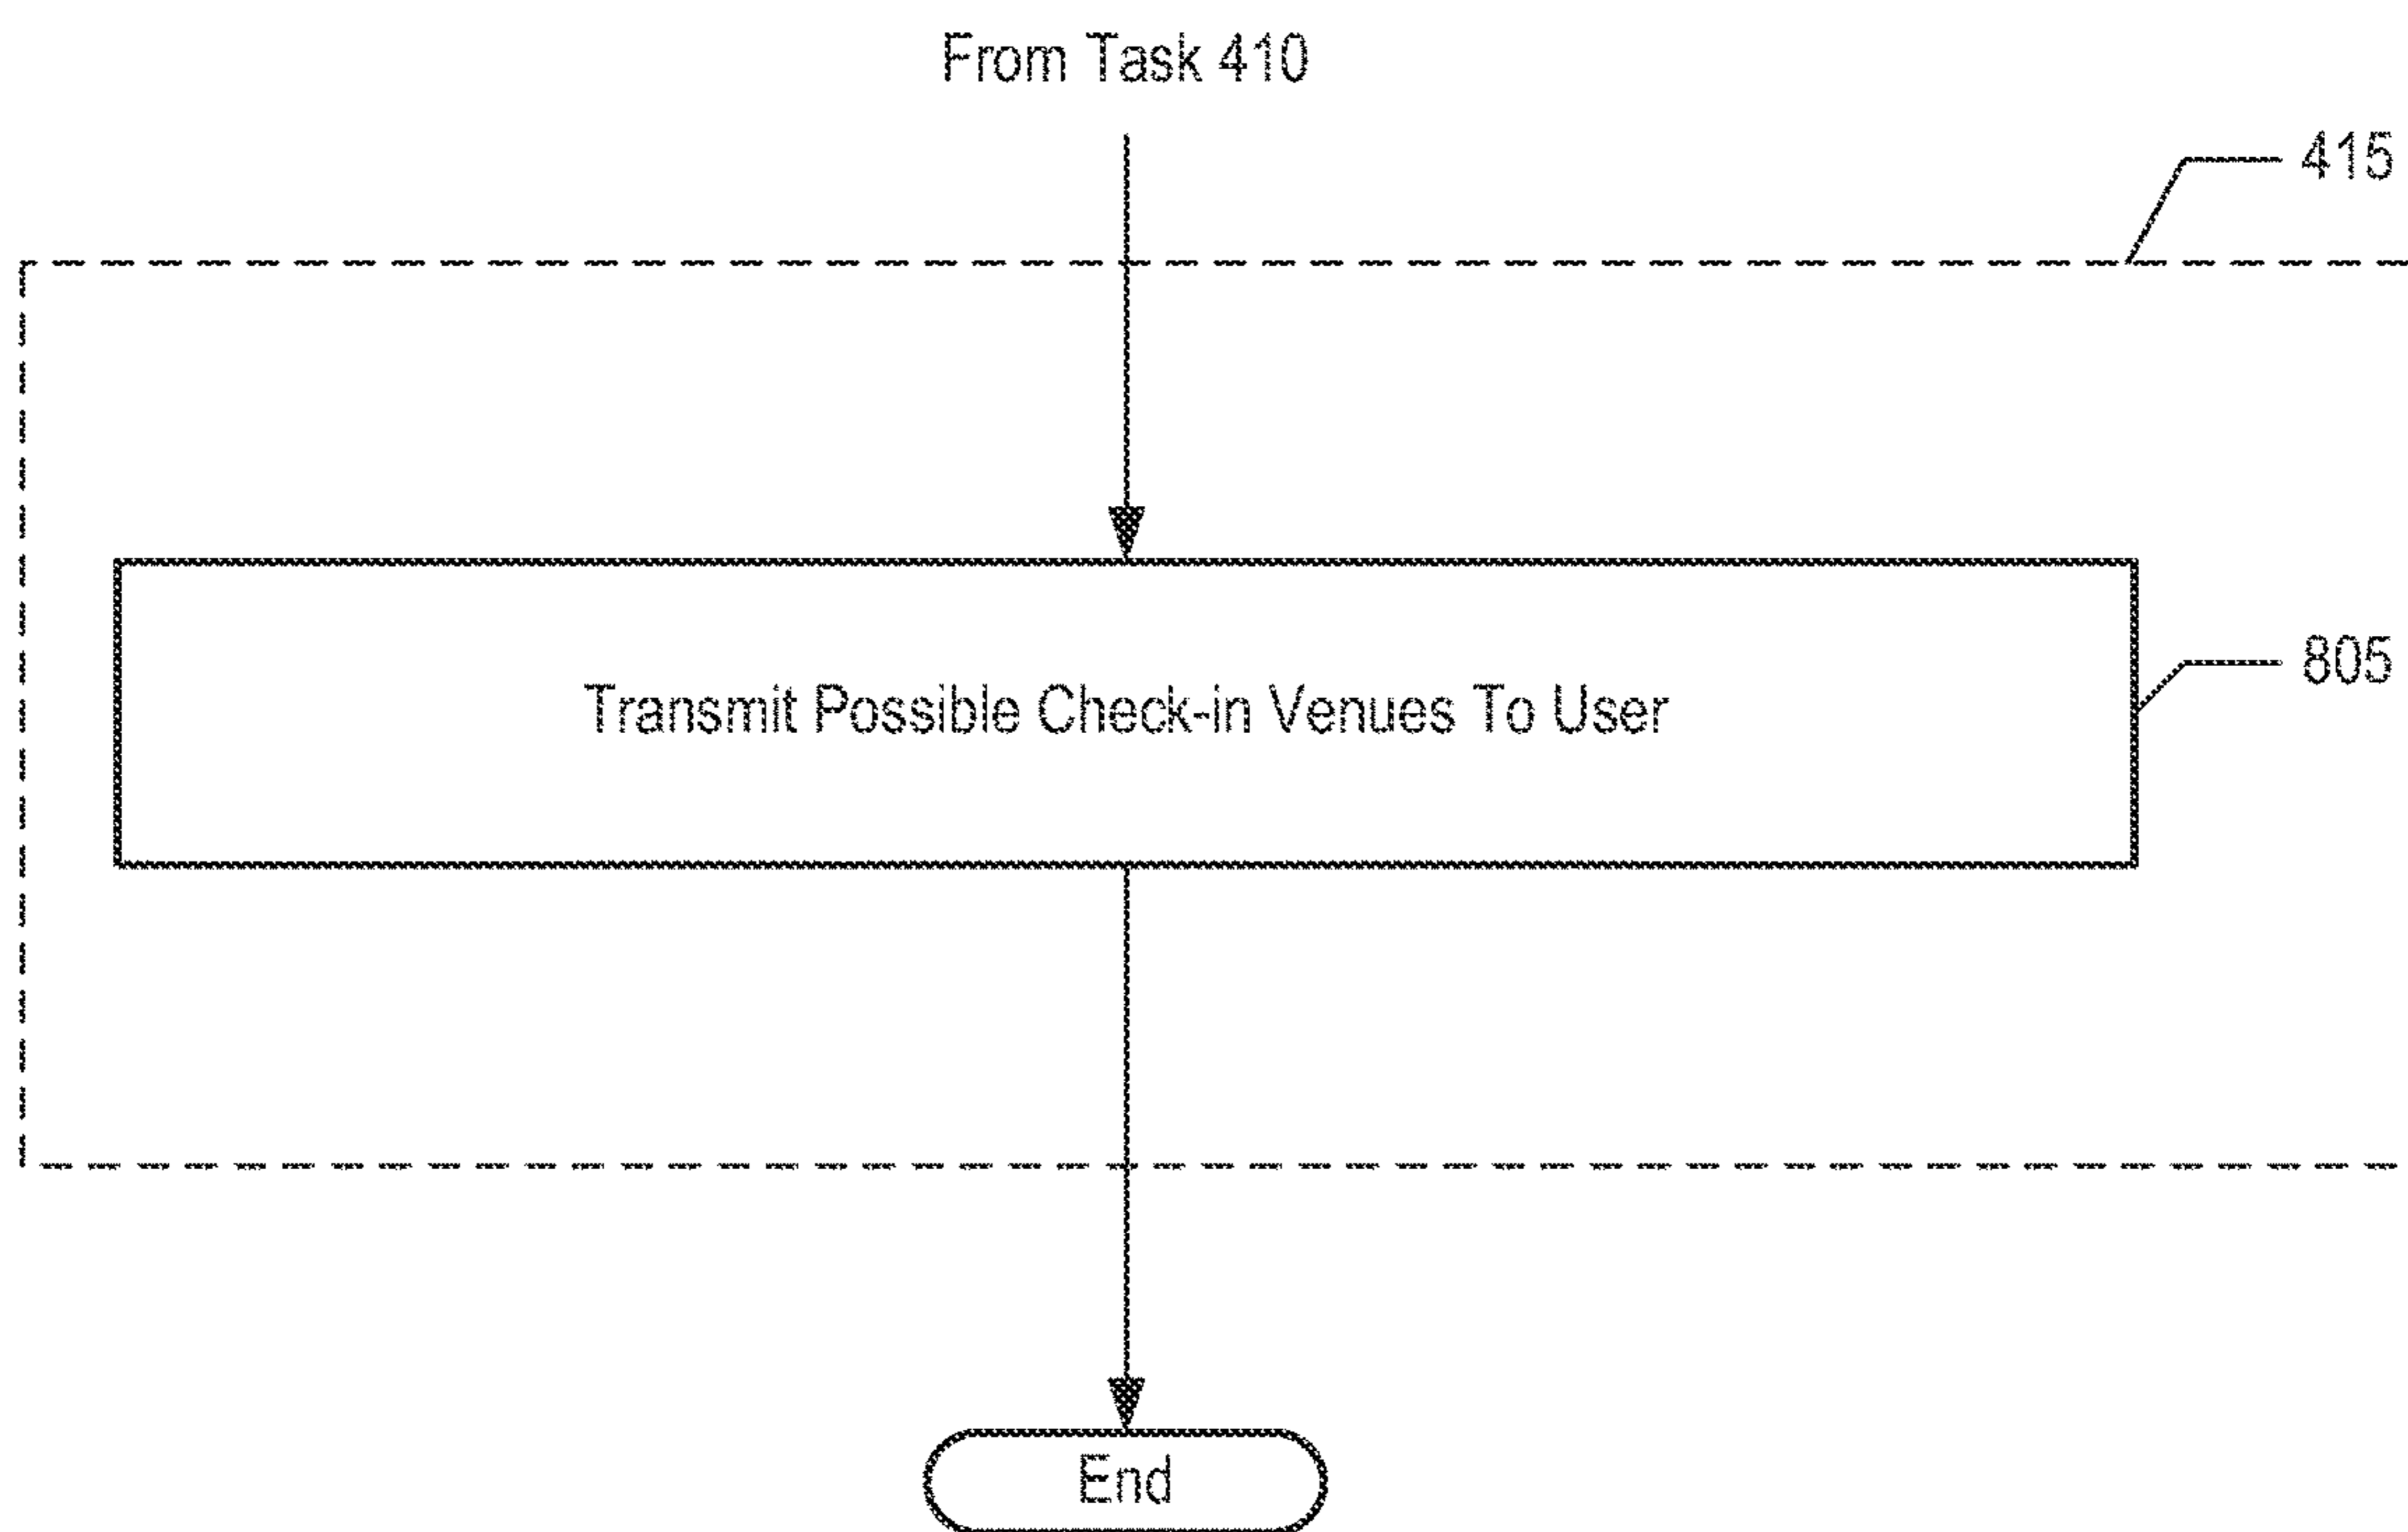 From Task 410
415
805
Transmit Possible Check-in Venues To User
End